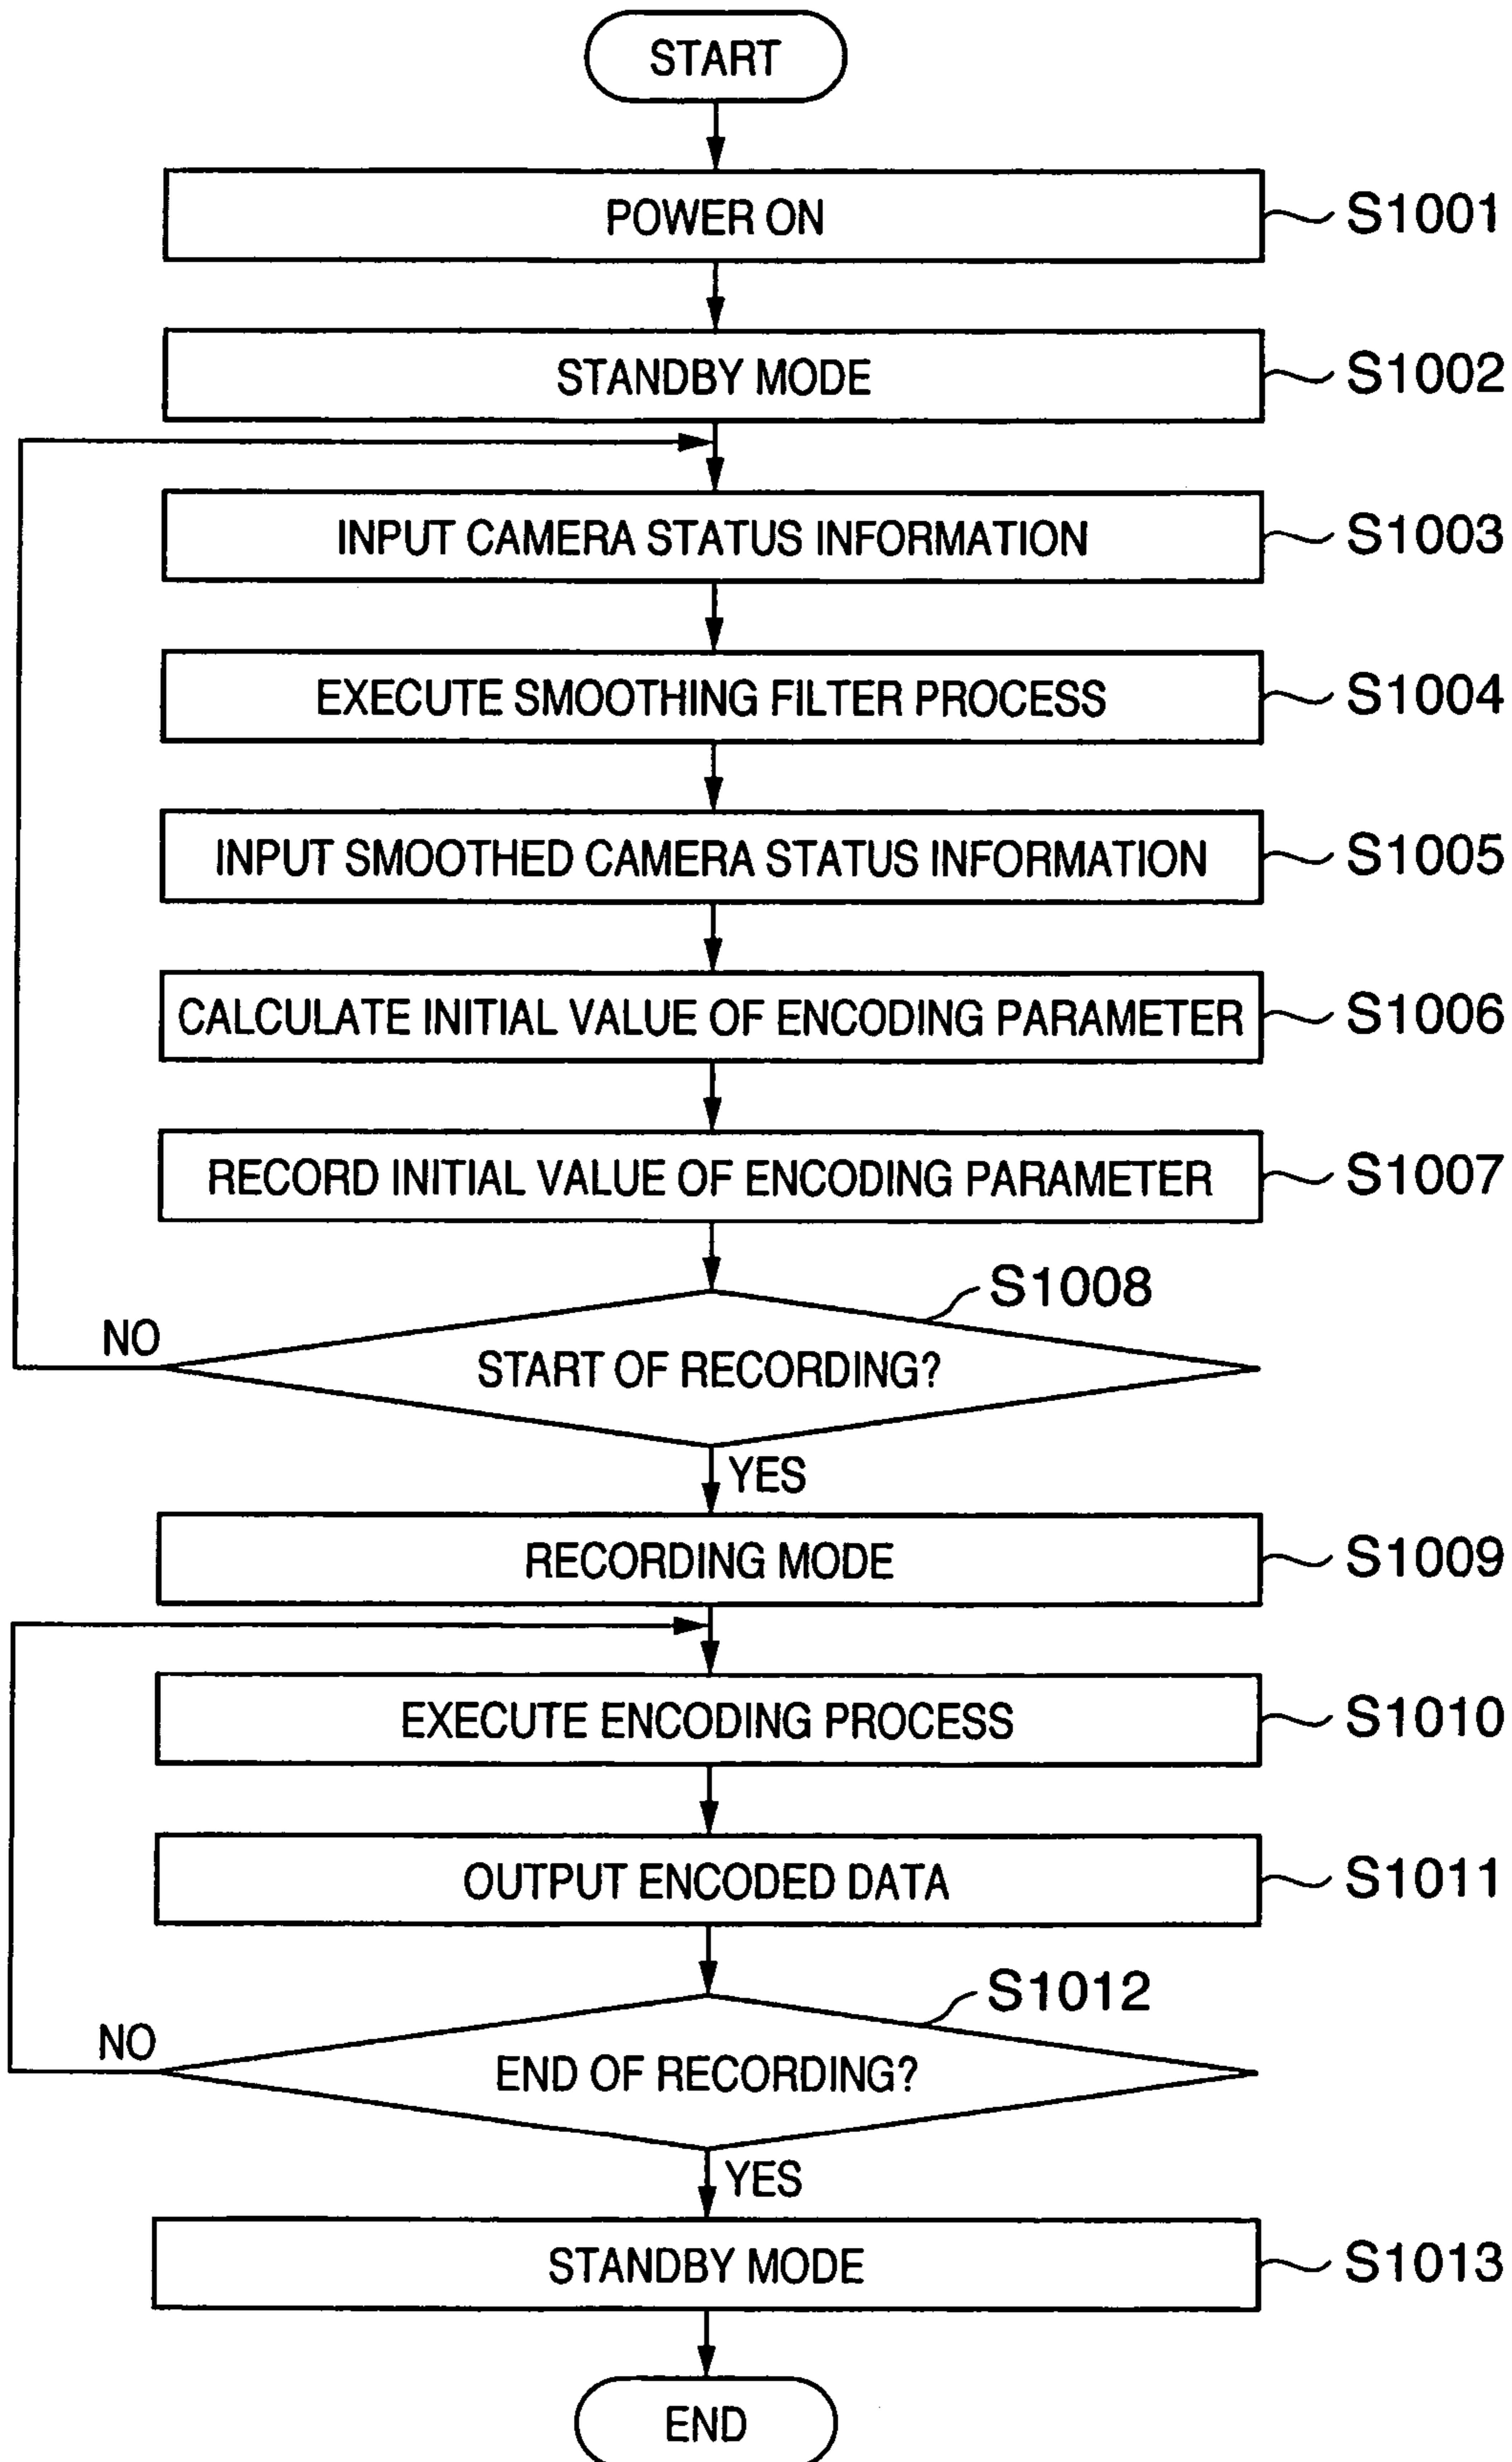 START
POWER ON S1001
STANDBY MODE S1002
INPUT CAMERA STATUS INFORMATION S1003
EXECUTE SMOOTHING FILTER PROCESS S1004
INPUT SMOOTHED CAMERA STATUS INFORMATION S1005
CALCULATE INITIAL VALUE OF ENCODING PARAMETER S1006
RECORD INITIAL VALUE OF ENCODING PARAMETER S1007
S1008
NO
START OF RECORDING?
YES
RECORDING MODE S1009
EXECUTE ENCODING PROCESS S1010
OUTPUT ENCODED DATA S1011
S1012
NO
END OF RECORDING?
YES
STANDBY MODE S1013
END